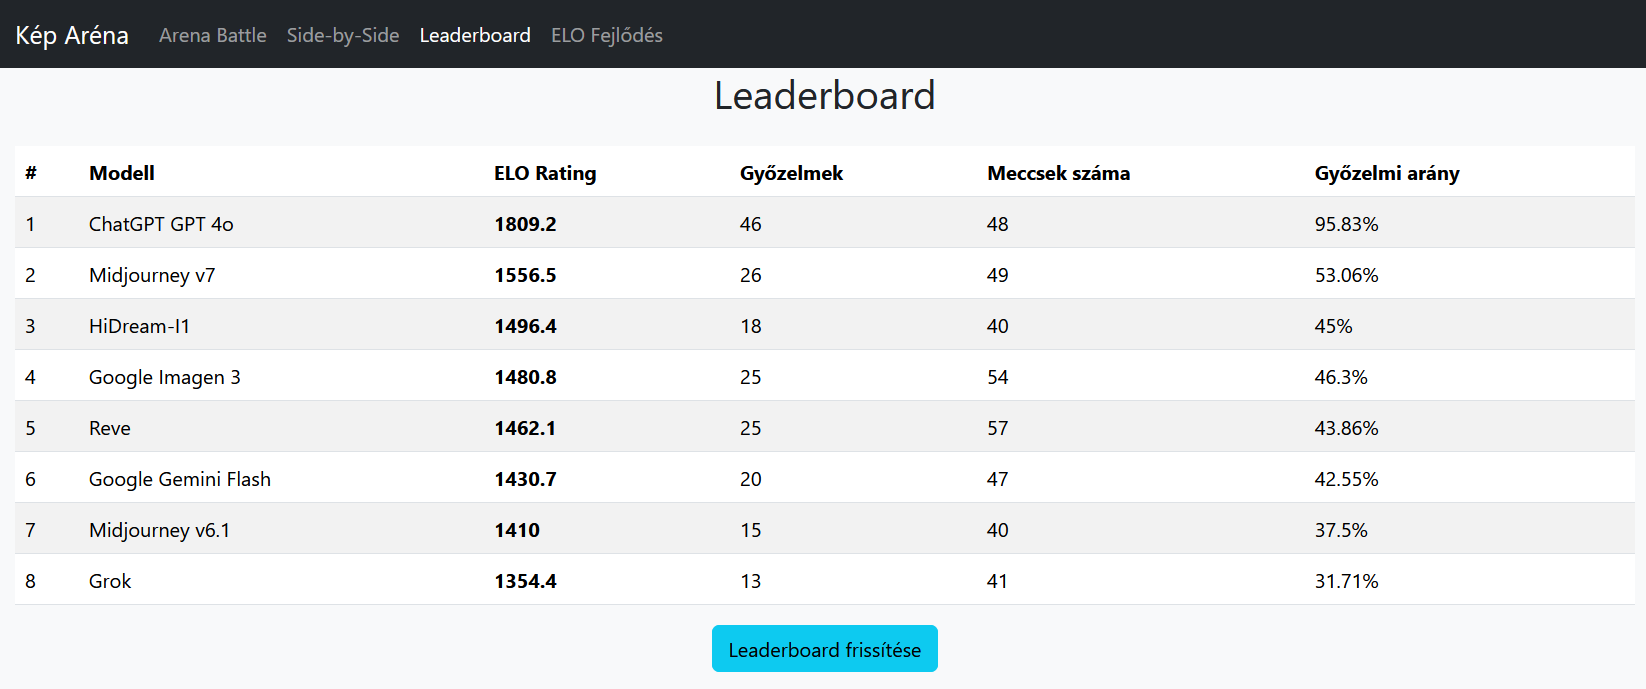 Kép Aréna Arena Battle Side-by-Side Leaderboard ELO Fejlődés
Leaderboard
# Modell ELO Rating Győzelmek Meccsek száma Győzelmi arány
1 ChatGPT GPT 4o 1809.2 46 48 95.83%
2 Midjourney v7 1556.5 26 49 53.06%
3 HiDream-I1 1496.4 18 40 45%
4 Google Imagen 3 1480.8 25 54 46.3%
5 Reve 1462.1 25 57 43.86%
6 Google Gemini Flash 1430.7 20 47 42.55%
7 Midjourney v6.1 1410 15 40 37.5%
8 Grok 1354.4 13 41 31.71%
Leaderboard frissítése